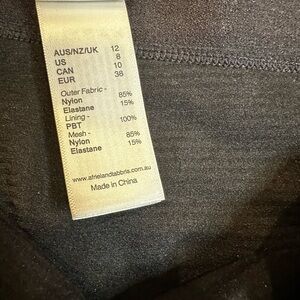 AUS/NZ/UK 12
US 8
CAN 10
EUR 38
Outer Fabric -
Nylon 85%
Elastane 15%
Lining -
PBT 100%
Mesh -
Nylon 85%
Elastane 15%
www.afrielandlabbris.com.au
Made in China